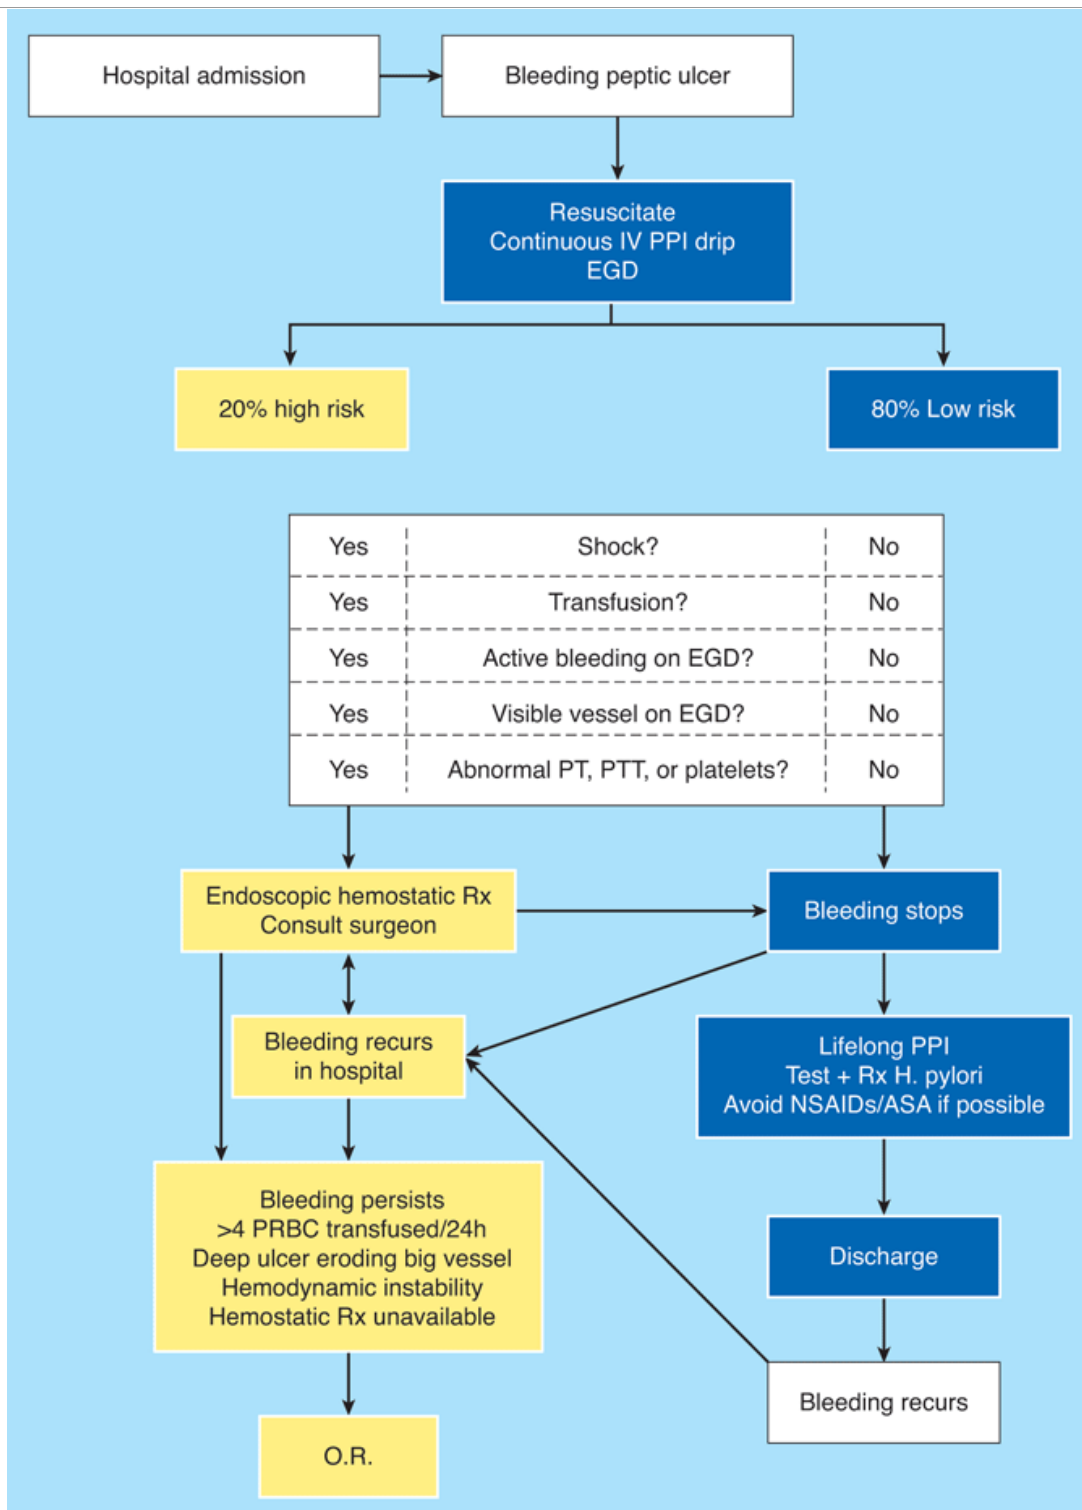 Hospital admission
Bleeding peptic ulcer
Resuscitate
Continuous IV PPI drip
EGD
20% high risk
80% Low risk
Yes Shock? No
Yes Transfusion? No
Yes Active bleeding on EGD? No
Yes Visible vessel on EGD? No
Yes Abnormal PT, PTT, or platelets? No
Endoscopic hemostatic Rx
Consult surgeon
Bleeding stops
Bleeding recurs
in hospital
Lifelong PPI
Test + Rx H. pylori
Avoid NSAIDs/ASA if possible
Bleeding persists
>4 PRBC transfused/24h
Deep ulcer eroding big vessel
Hemodynamic instability
Hemostatic Rx unavailable
Discharge
Bleeding recurs
O.R.